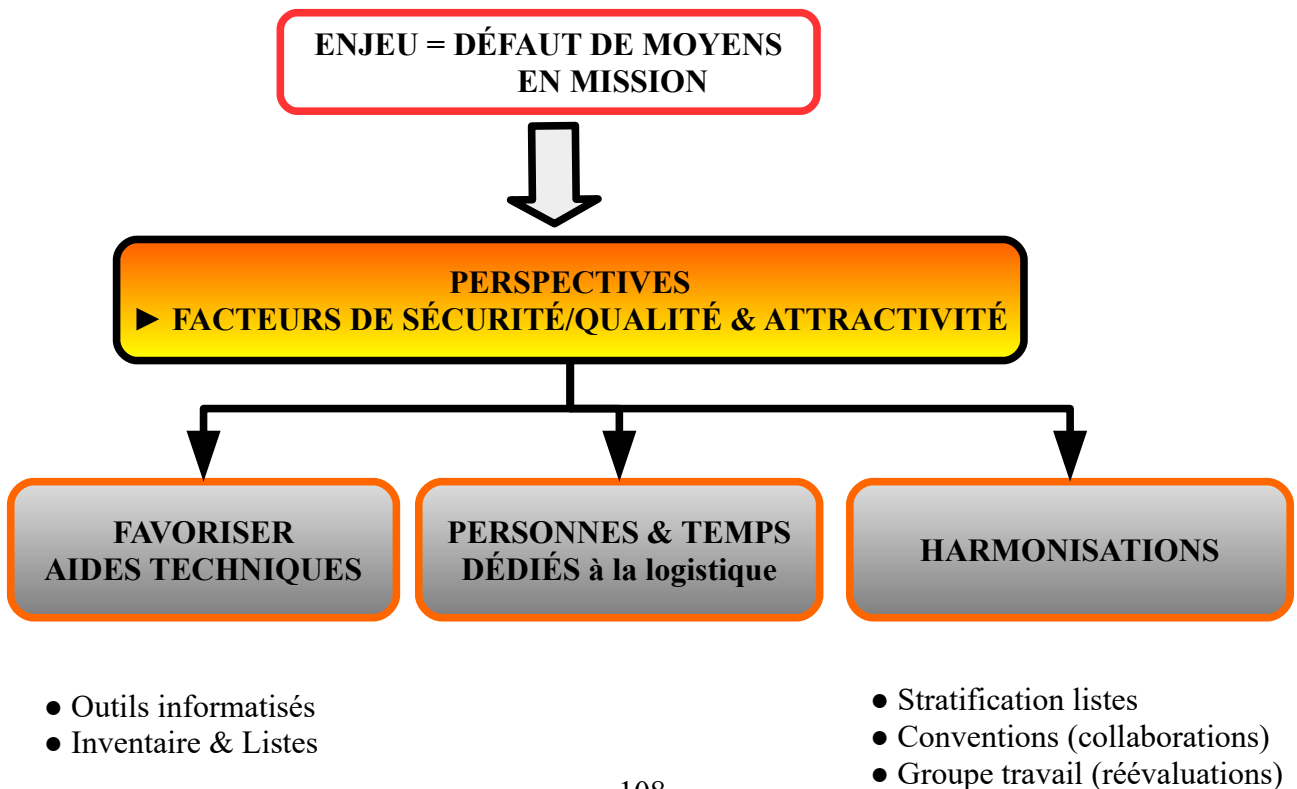 ENJEU = DÉFAUT DE MOYENS
EN MISSION
PERSPECTIVES
► FACTEURS DE SÉCURITÉ/QUALITÉ & ATTRACTIVITÉ
FAVORISER
AIDES TECHNIQUES
PERSONNES & TEMPS
DÉDIÉS à la logistique
HARMONISATIONS
● Outils informatisés
● Inventaire & Listes
● Stratification listes
● Conventions (collaborations)
● Groupe travail (réévaluations)
108